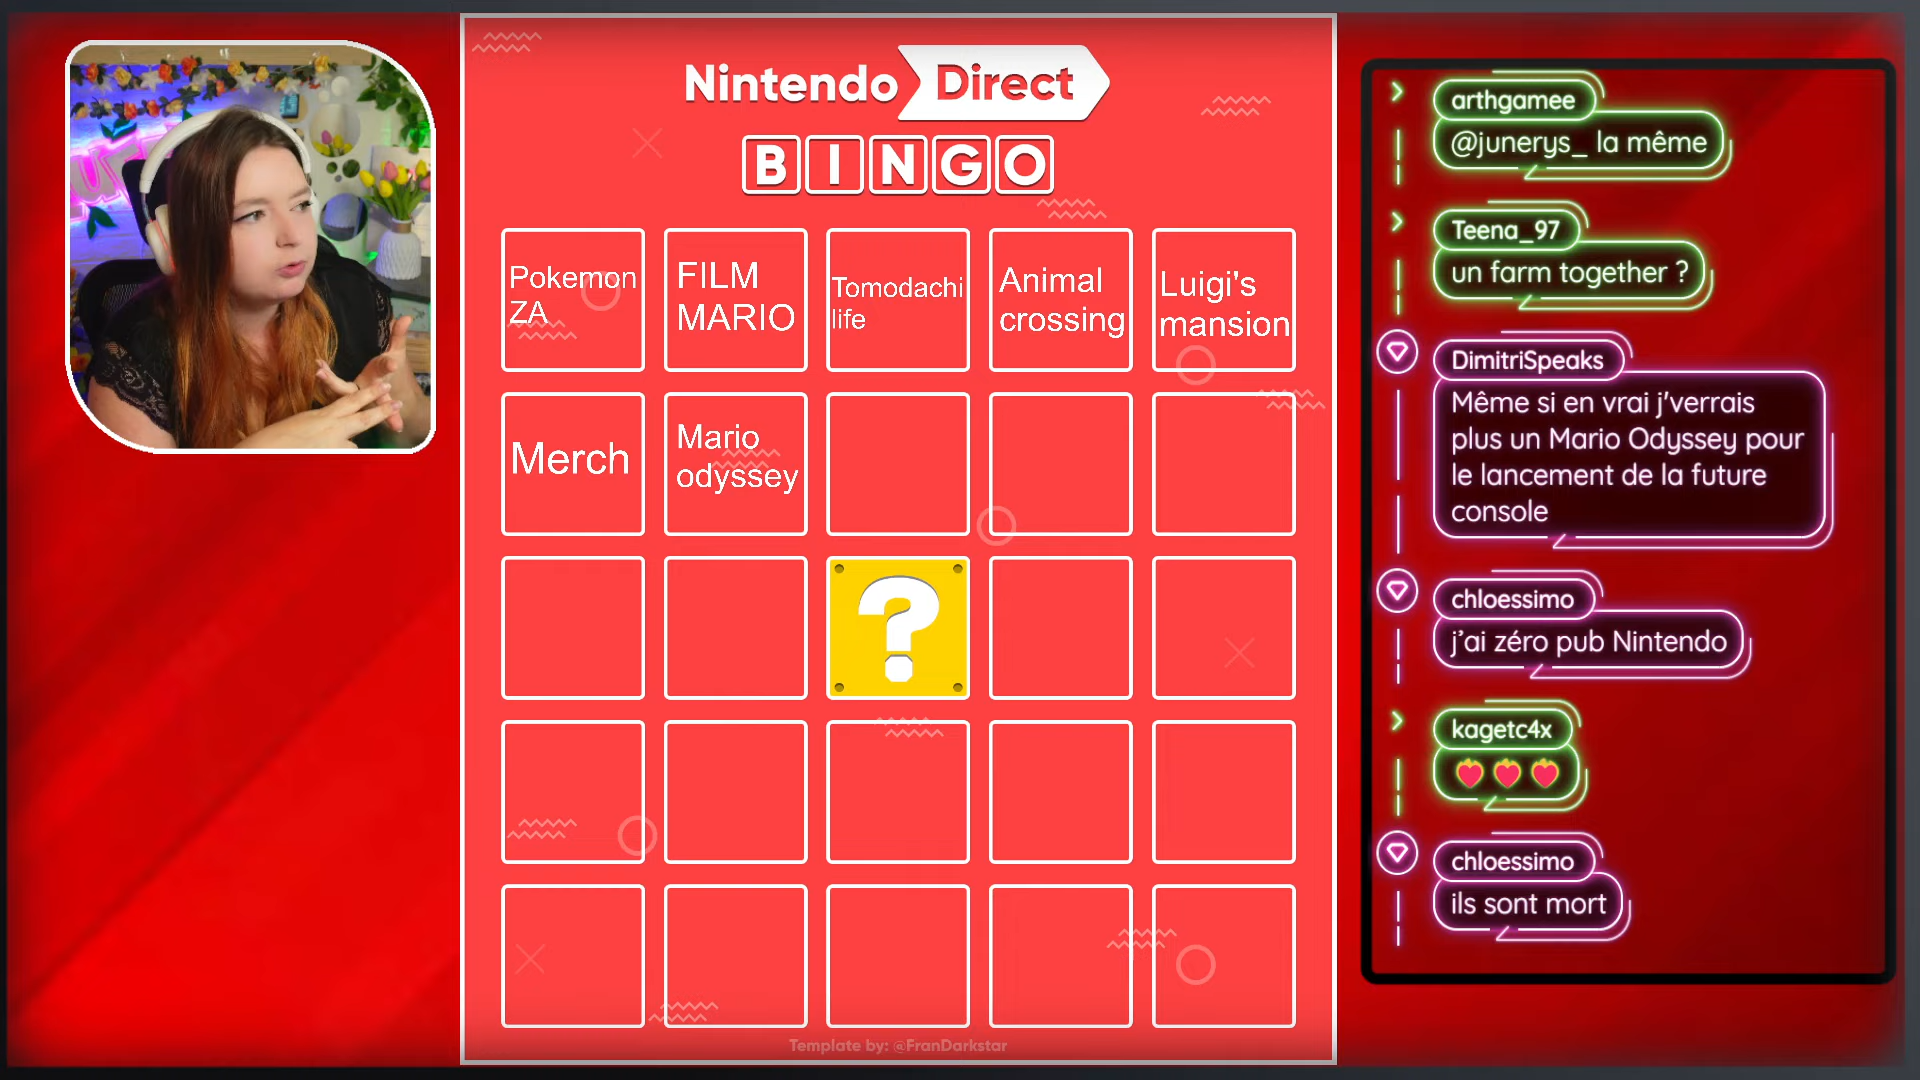 Nintendo Direct
BINGO
Pokemon
ZA
FILM
MARIO
Tomodachi
life
Animal
crossing
Luigi's
mansion
Merch
Mario
odyssey
?
Template by: @FranDarkstar
arthgamee
@junerys_ la même
Teena_97
un farm together ?
DimitriSpeaks
Même si en vrai j'verrais
plus un Mario Odyssey pour
le lancement de la future
console
chloessimo
j'ai zéro pub Nintendo
kagetc4x
chloessimo
ils sont mort